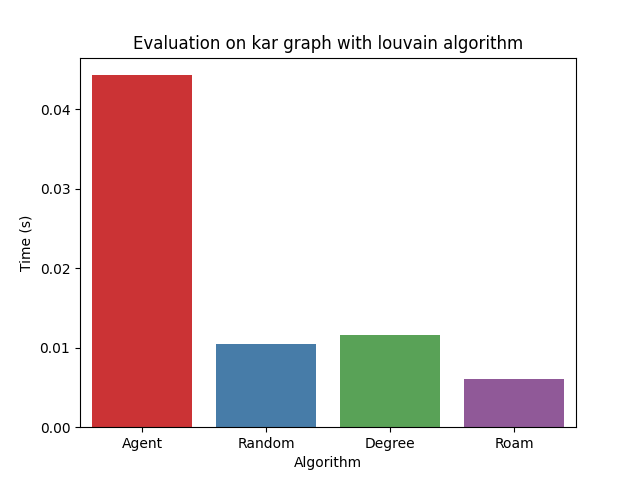 Evaluation on kar graph with louvain algorithm
0.04
0.03
0.02
0.01
0.00
Time (s)
Agent Random Degree Roam
Algorithm